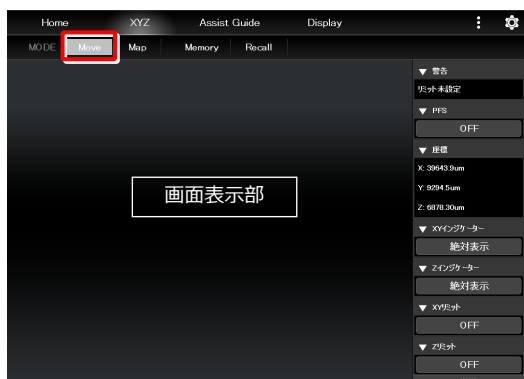 Home XYZ Assist Guide Display
MODE Move Map Memory Recall
▼ 警告
リミット未設定
▼ PFS
OFF
▼ 座標
X: 39643.9um
Y: 9294.5um
Z: 6878.30um
▼ XYインジケーター
絶対表示
▼ Zインジケーター
絶対表示
▼ XYリミット
OFF
▼ Zリミット
OFF
画面表示部